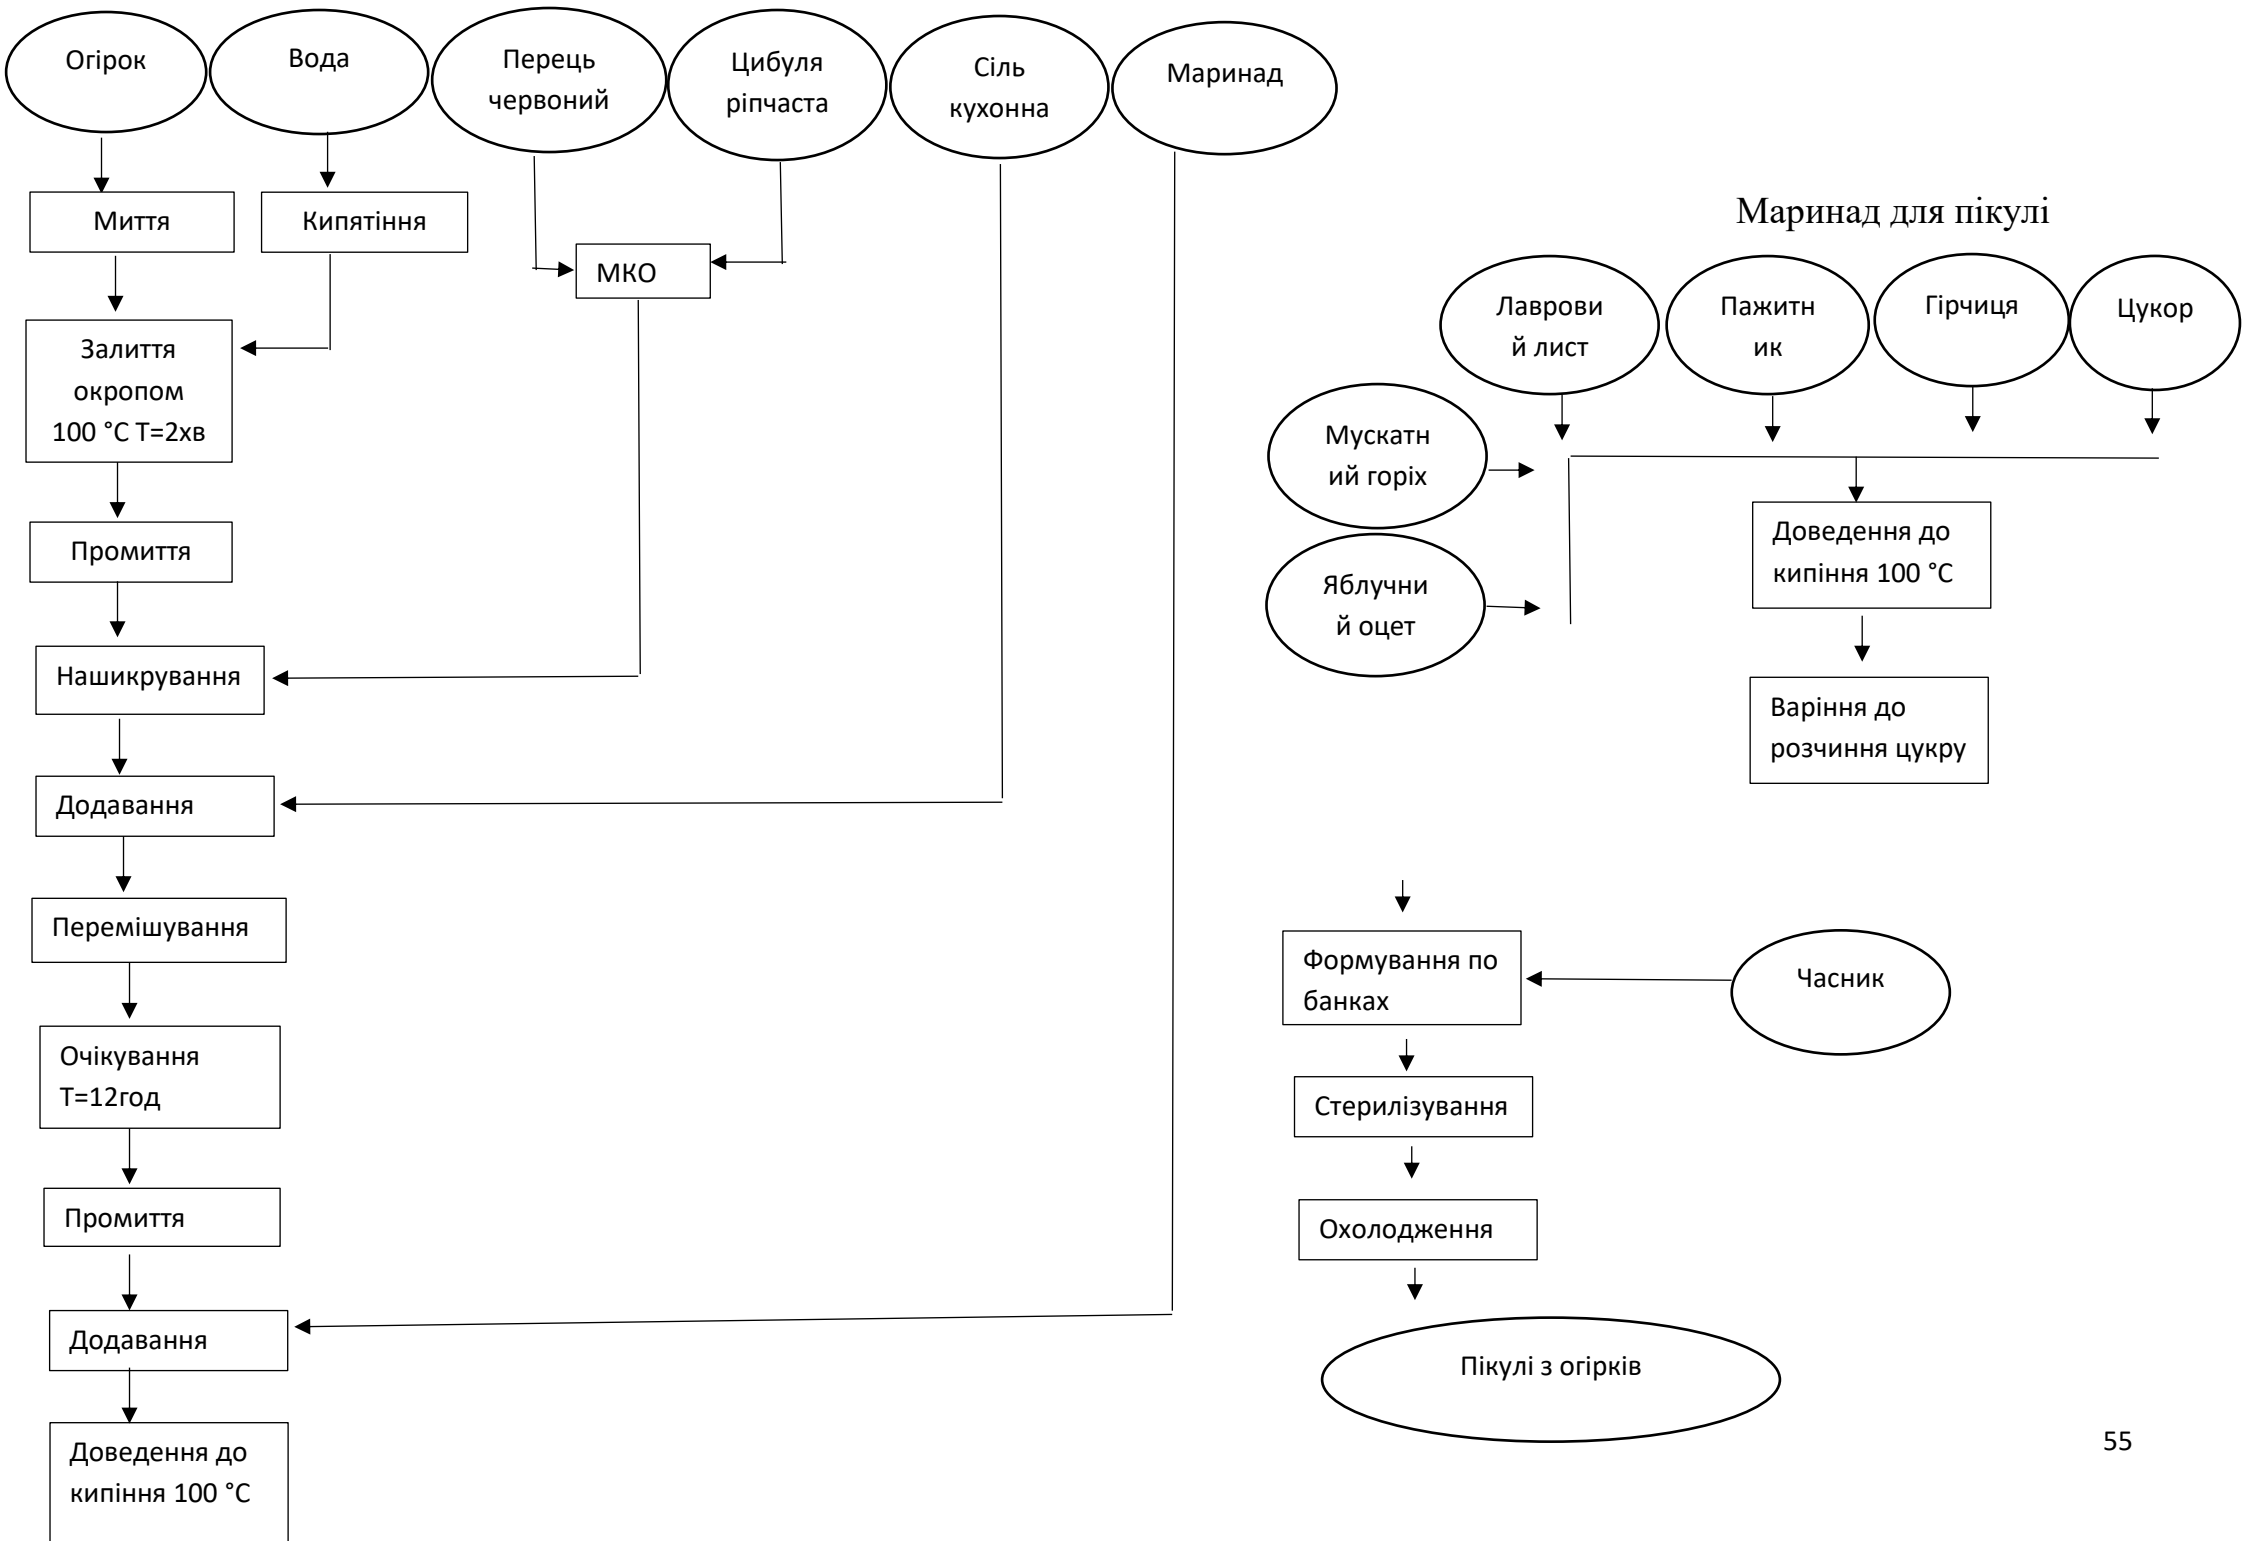 Огірок
Вода
Перець
червоний
Цибуля
ріпчаста
Сіль
кухонна
Маринад
Миття
Кипятіння
МКО
Залиття
окропом
100 °С Т=2хв
Промиття
Нашикрування
Додавання
Перемішування
Очікування
Т=12год
Промиття
Додавання
Доведення до
кипіння 100 °С
Маринад для пікулі
Лаврови
й лист
Пажитн
ик
Гірчиця
Цукор
Мускатн
ий горіх
Яблучни
й оцет
Доведення до
кипіння 100 °С
Варіння до
розчиння цукру
Формування по
банках
Часник
Стерилізування
Охолодження
Пікулі з огірків
55